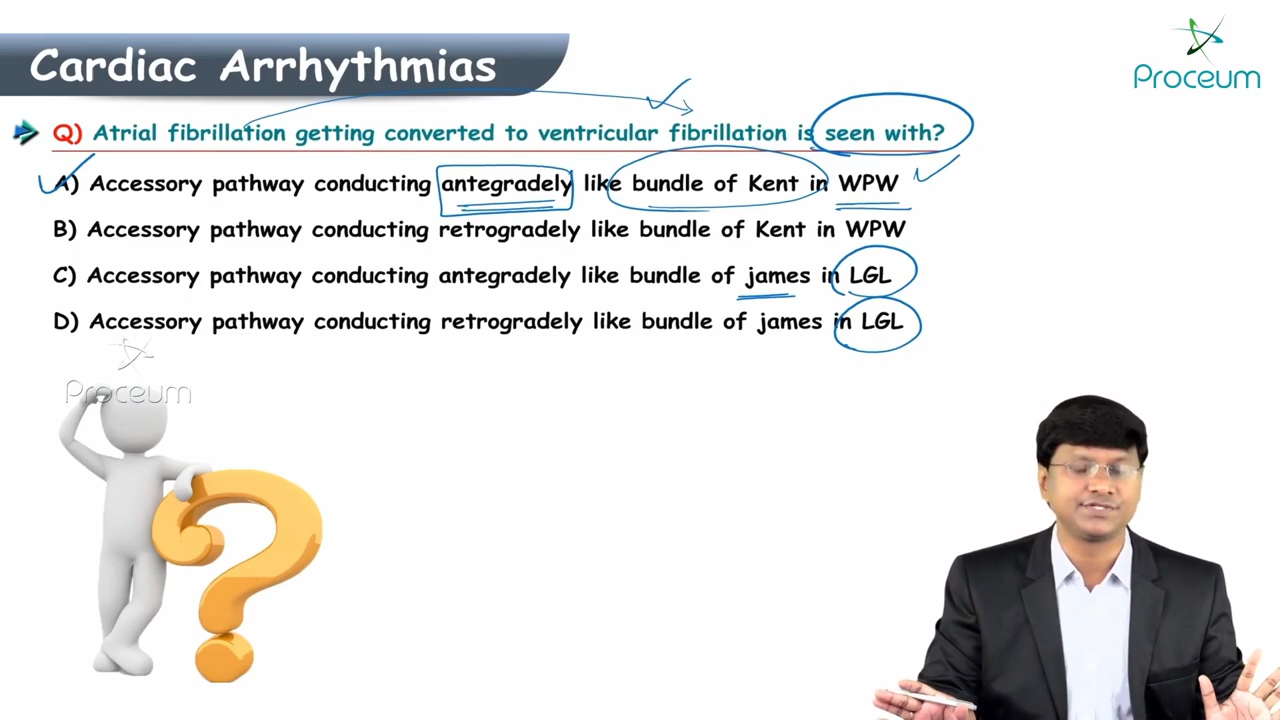 Cardiac Arrhythmias
Proceum
Q) Atrial fibrillation getting converted to ventricular fibrillation is seen with?
A) Accessory pathway conducting antegradely like bundle of Kent in WPW
B) Accessory pathway conducting retrogradely like bundle of Kent in WPW
C) Accessory pathway conducting antegradely like bundle of james in LGL
D) Accessory pathway conducting retrogradely like bundle of james in LGL
Proceum